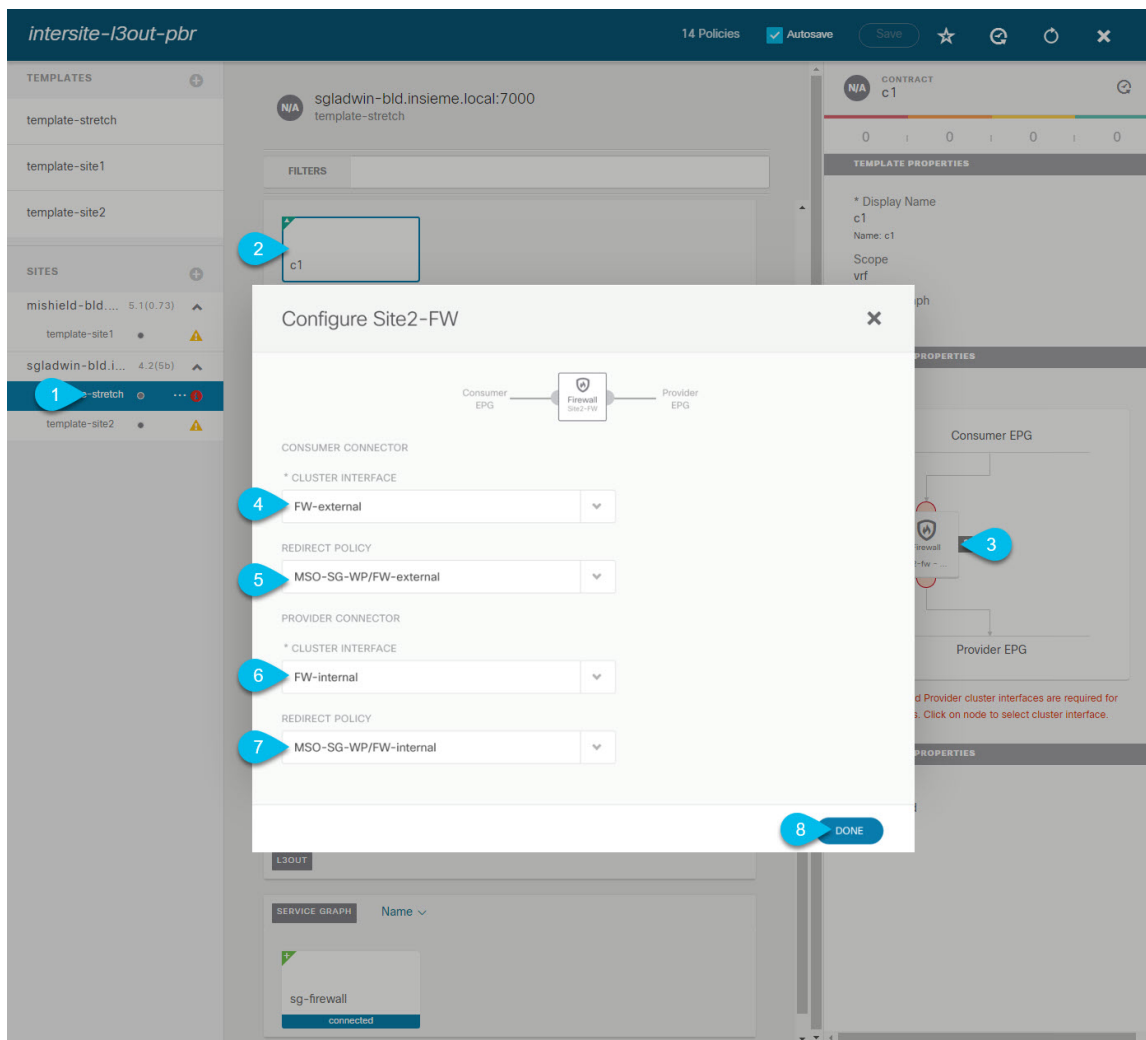 intersite-l3out-pbr
14 Policies
Autosave
Save
TEMPLATES
template-stretch
template-site1
template-site2
SITES
mishield-bld.... 5.1(0.73)
template-site1
sgladwin-bld.i... 4.2(5b)
1
e-stretch
template-site2
N/A
sgladwin-bld.insieme.local:7000
template-stretch
FILTERS
2
c1
Configure Site2-FW
Consumer EPG
Firewall
Site2-FW
Provider EPG
CONSUMER CONNECTOR
* CLUSTER INTERFACE
4
FW-external
REDIRECT POLICY
5
MSO-SG-WP/FW-external
PROVIDER CONNECTOR
* CLUSTER INTERFACE
6
FW-internal
REDIRECT POLICY
7
MSO-SG-WP/FW-internal
8
DONE
L3OUT
SERVICE GRAPH
Name
sg-firewall
connected
N/A
CONTRACT
c1
0 0 0 0
TEMPLATE PROPERTIES
* Display Name
c1
Name: c1
Scope
vrf
ph
PROPERTIES
Consumer EPG
irewall
-fw - ...
3
Provider EPG
d Provider cluster interfaces are required for
s. Click on node to select cluster interface.
PROPERTIES